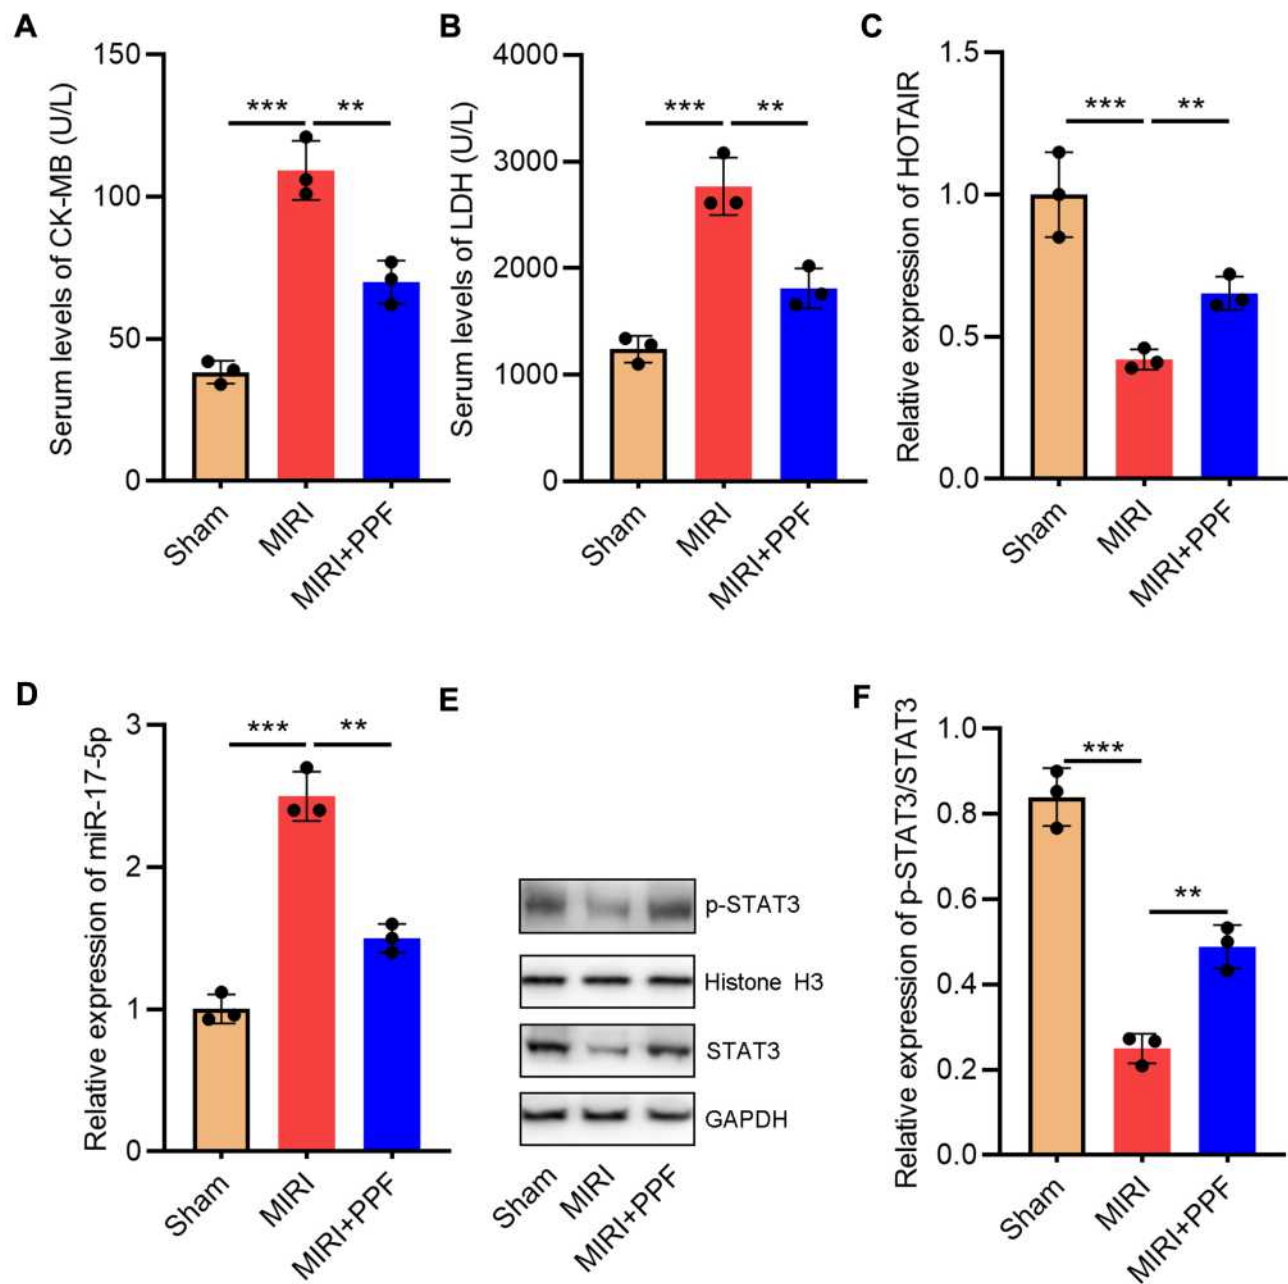 A
Serum levels of CK-MB (U/L)
150
100
50
0
***
**
Sham
MIRI
MIRI+PPF
B
Serum levels of LDH (U/L)
4000
3000
2000
1000
0
***
**
Sham
MIRI
MIRI+PPF
C
Relative expression of HOTAIR
1.5
1.0
0.5
0.0
***
**
Sham
MIRI
MIRI+PPF
D
Relative expression of miR-17-5p
3
2
1
0
***
**
Sham
MIRI
MIRI+PPF
E
p-STAT3
Histone H3
STAT3
GAPDH
Sham
MIRI
MIRI+PPF
F
Relative expression of p-STAT3/STAT3
1.0
0.8
0.6
0.4
0.2
0.0
***
**
Sham
MIRI
MIRI+PPF